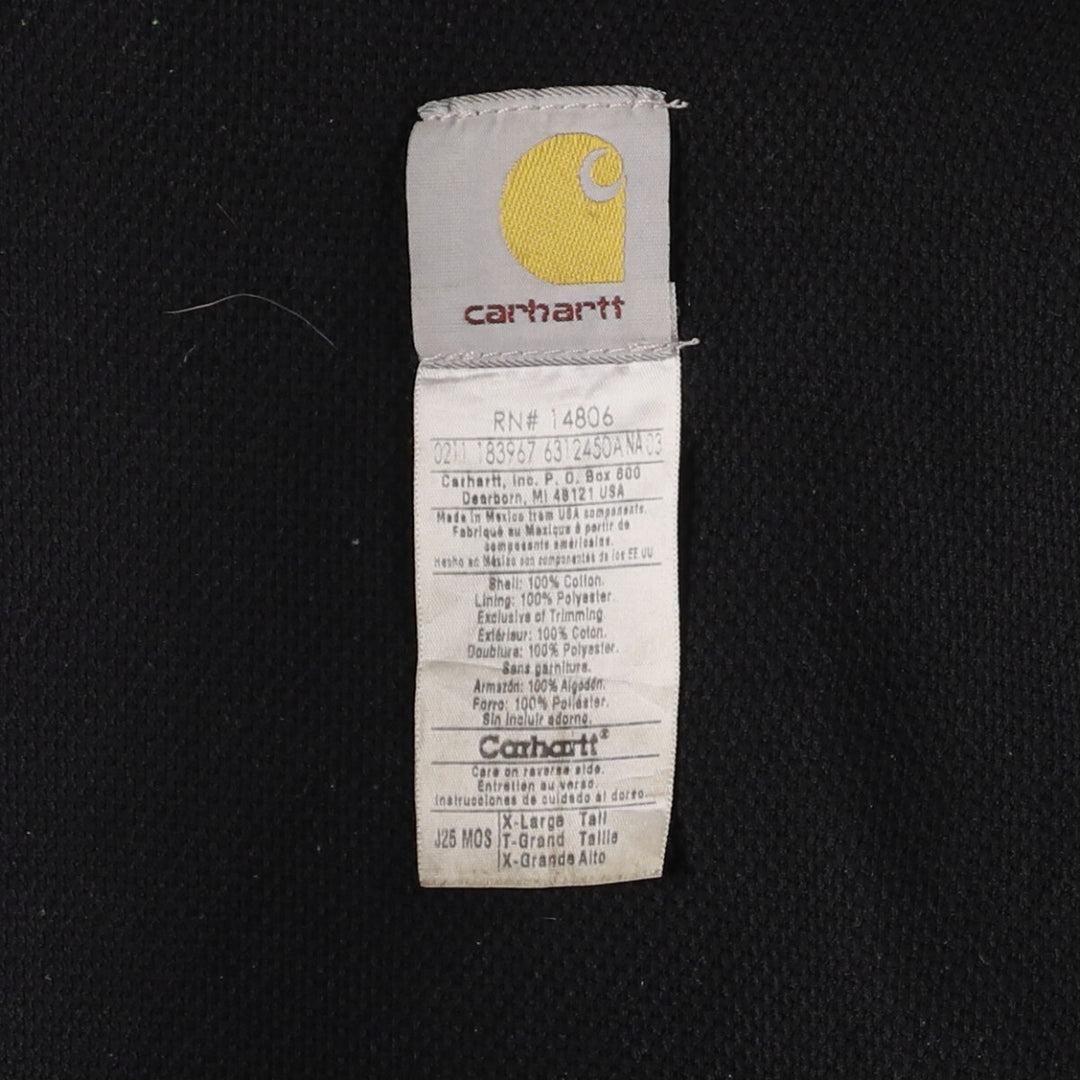 carhartt
RN# 14806
0211 183967 6312450ANA 03
Carhartt, Inc. P. O. Box 600
Dearborn, MI 48121 USA
Made in Mexico from USA components.
Fabriqué au Mexique à partir de
composants américains.
Hecho en México con componentes de los EE UU
Shell: 100% Cotton.
Lining: 100% Polyester.
Exclusive of Trimming
Extérieur: 100% Coton.
Doublure: 100% Polyester.
Sans garniture.
Armazón: 100% Algodón.
Forro: 100% Poliéster.
Sin incluir adorno.
Carhartt®
Care on reverse side.
Entretien au verso.
Instrucciones de cuidado al dorso.
J25 MOS
X-Large Tall
T-Grand Taille
X-Grande Alto